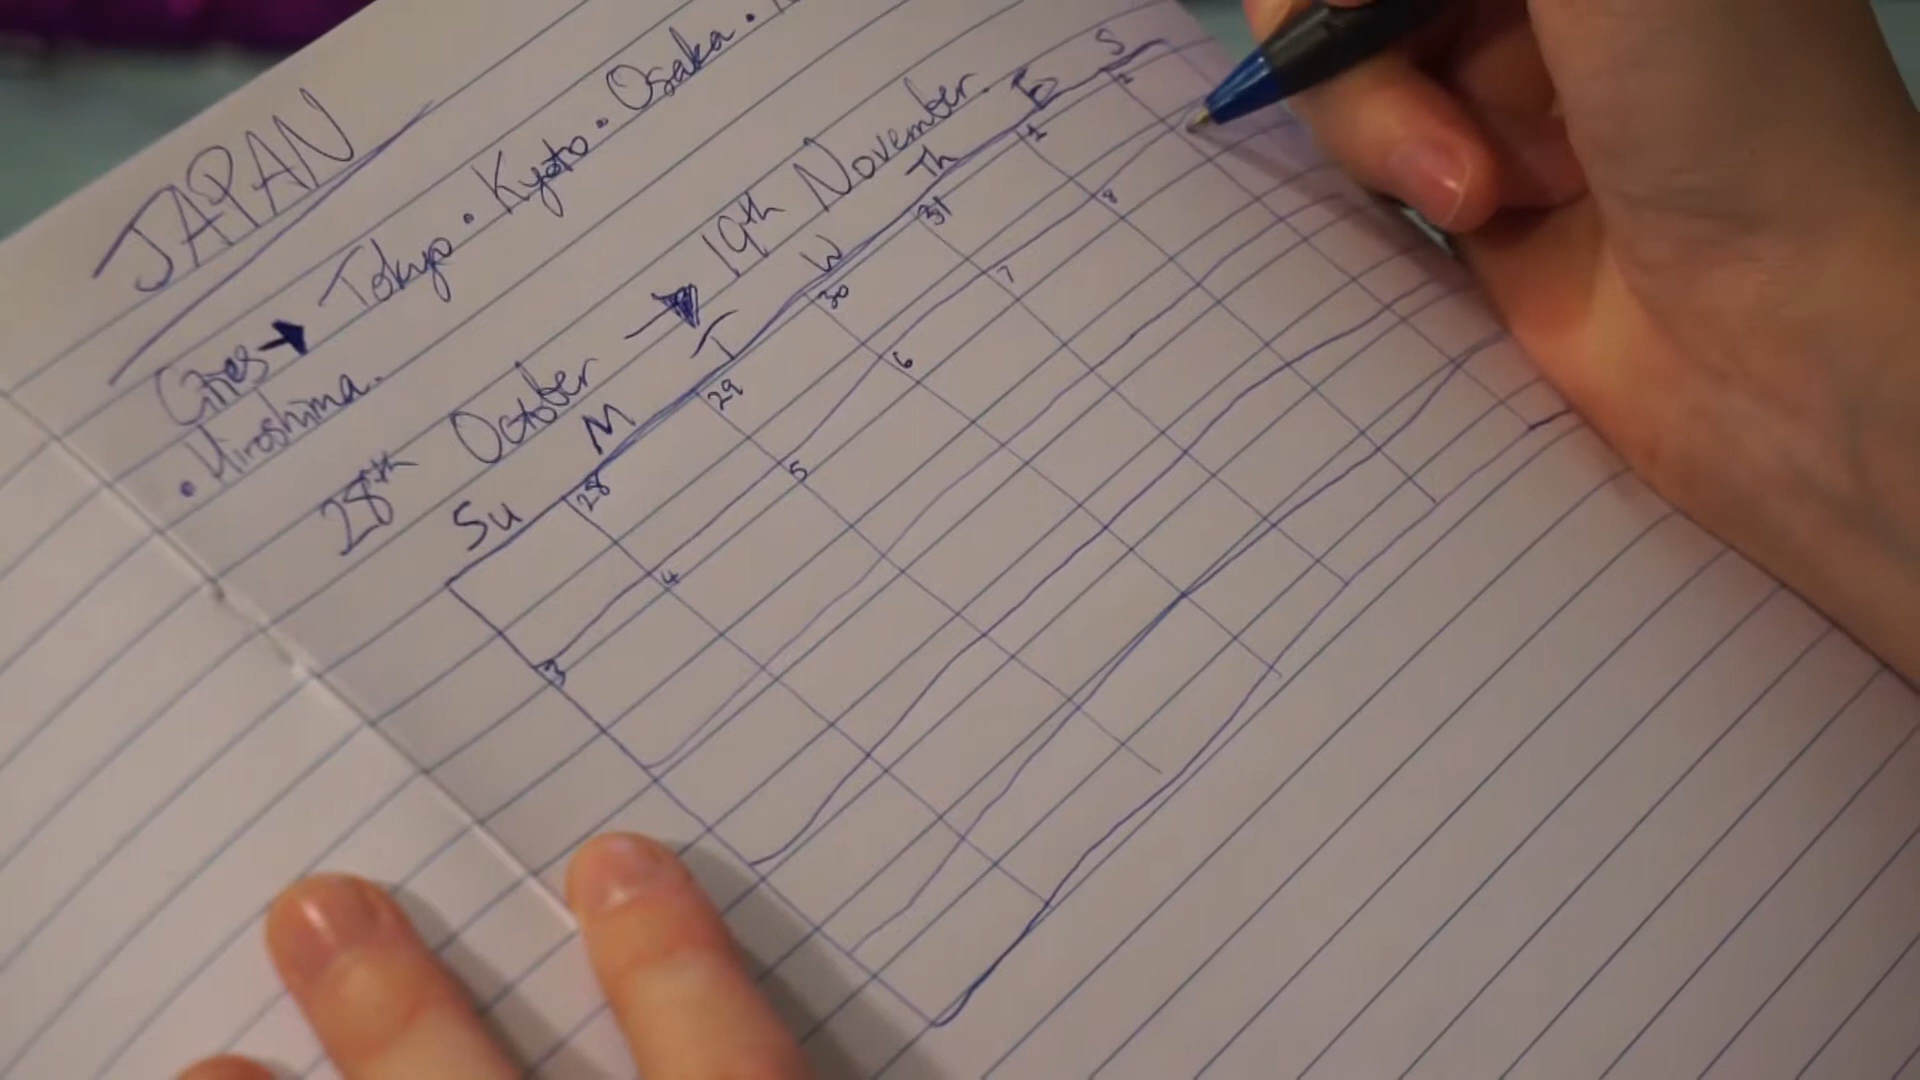 JAPAN
Cities → Tokyo • Kyoto • Osaka •
• Hiroshima.
28th October → 19th November.
Su M T W Th F S
28 29 30 31 1 2
3 4 5 6 7 8